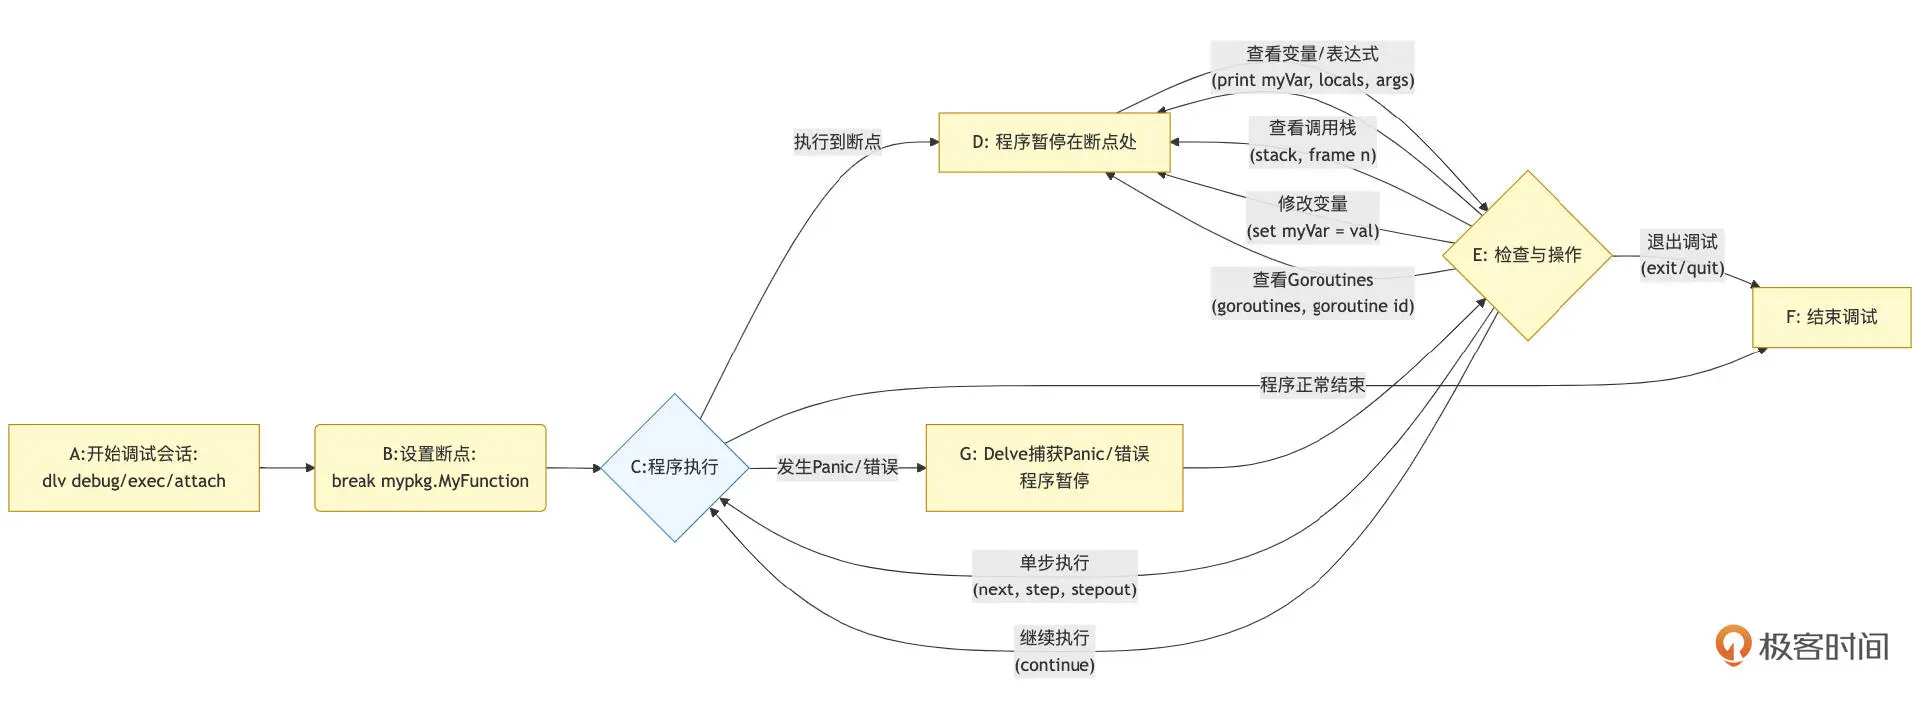 A:开始调试会话:
dlv debug/exec/attach
B:设置断点:
break mypkg.MyFunction
C:程序执行
执行到断点
D: 程序暂停在断点处
查看变量/表达式
(print myVar, locals, args)
查看调用栈
(stack, frame n)
修改变量
(set myVar = val)
查看Goroutines
(goroutines, goroutine id)
E: 检查与操作
退出调试
(exit/quit)
F: 结束调试
程序正常结束
发生Panic/错误
G: Delve捕获Panic/错误
程序暂停
单步执行
(next, step, stepout)
继续执行
(continue)
极客时间